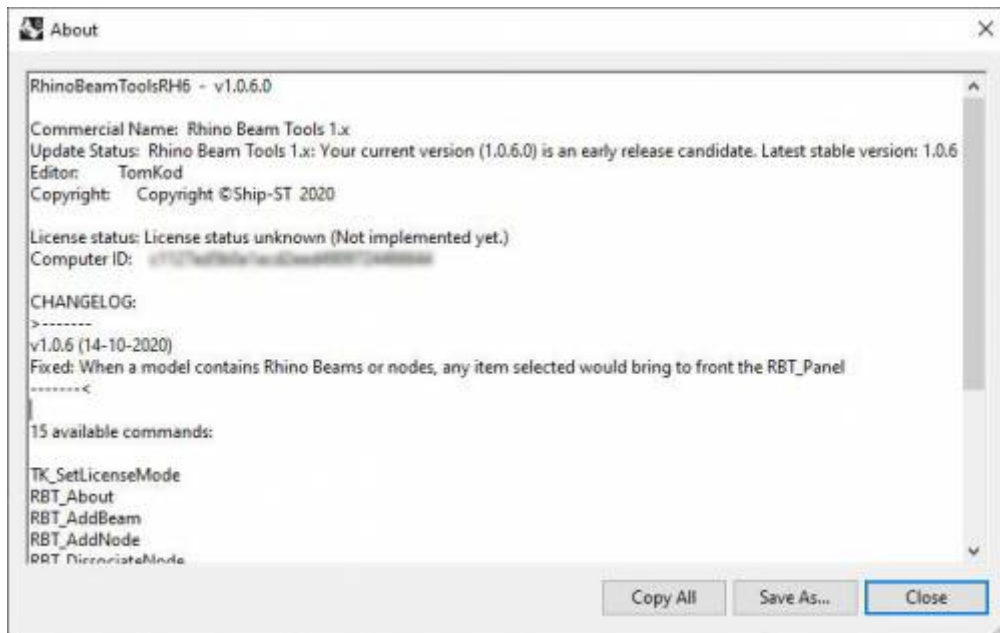 About
RhinoBeamToolsRH6 - v1.0.6.0
Commercial Name: Rhino Beam Tools 1.x
Update Status: Rhino Beam Tools 1.x: Your current version (1.0.6.0) is an early release candidate. Latest stable version: 1.0.6
Editor: TomKod
Copyright: Copyright ©Ship-ST 2020
License status: License status unknown (Not implemented yet.)
Computer ID:
CHANGELOG:
>-------
v1.0.6 (14-10-2020)
Fixed: When a model contains Rhino Beams or nodes, any item selected would bring to front the RBT_Panel
-------<
15 available commands:
TK_SetLicenseMode
RBT_About
RBT_AddBeam
RBT_AddNode
RBT_DissociateNode
Copy All Save As... Close